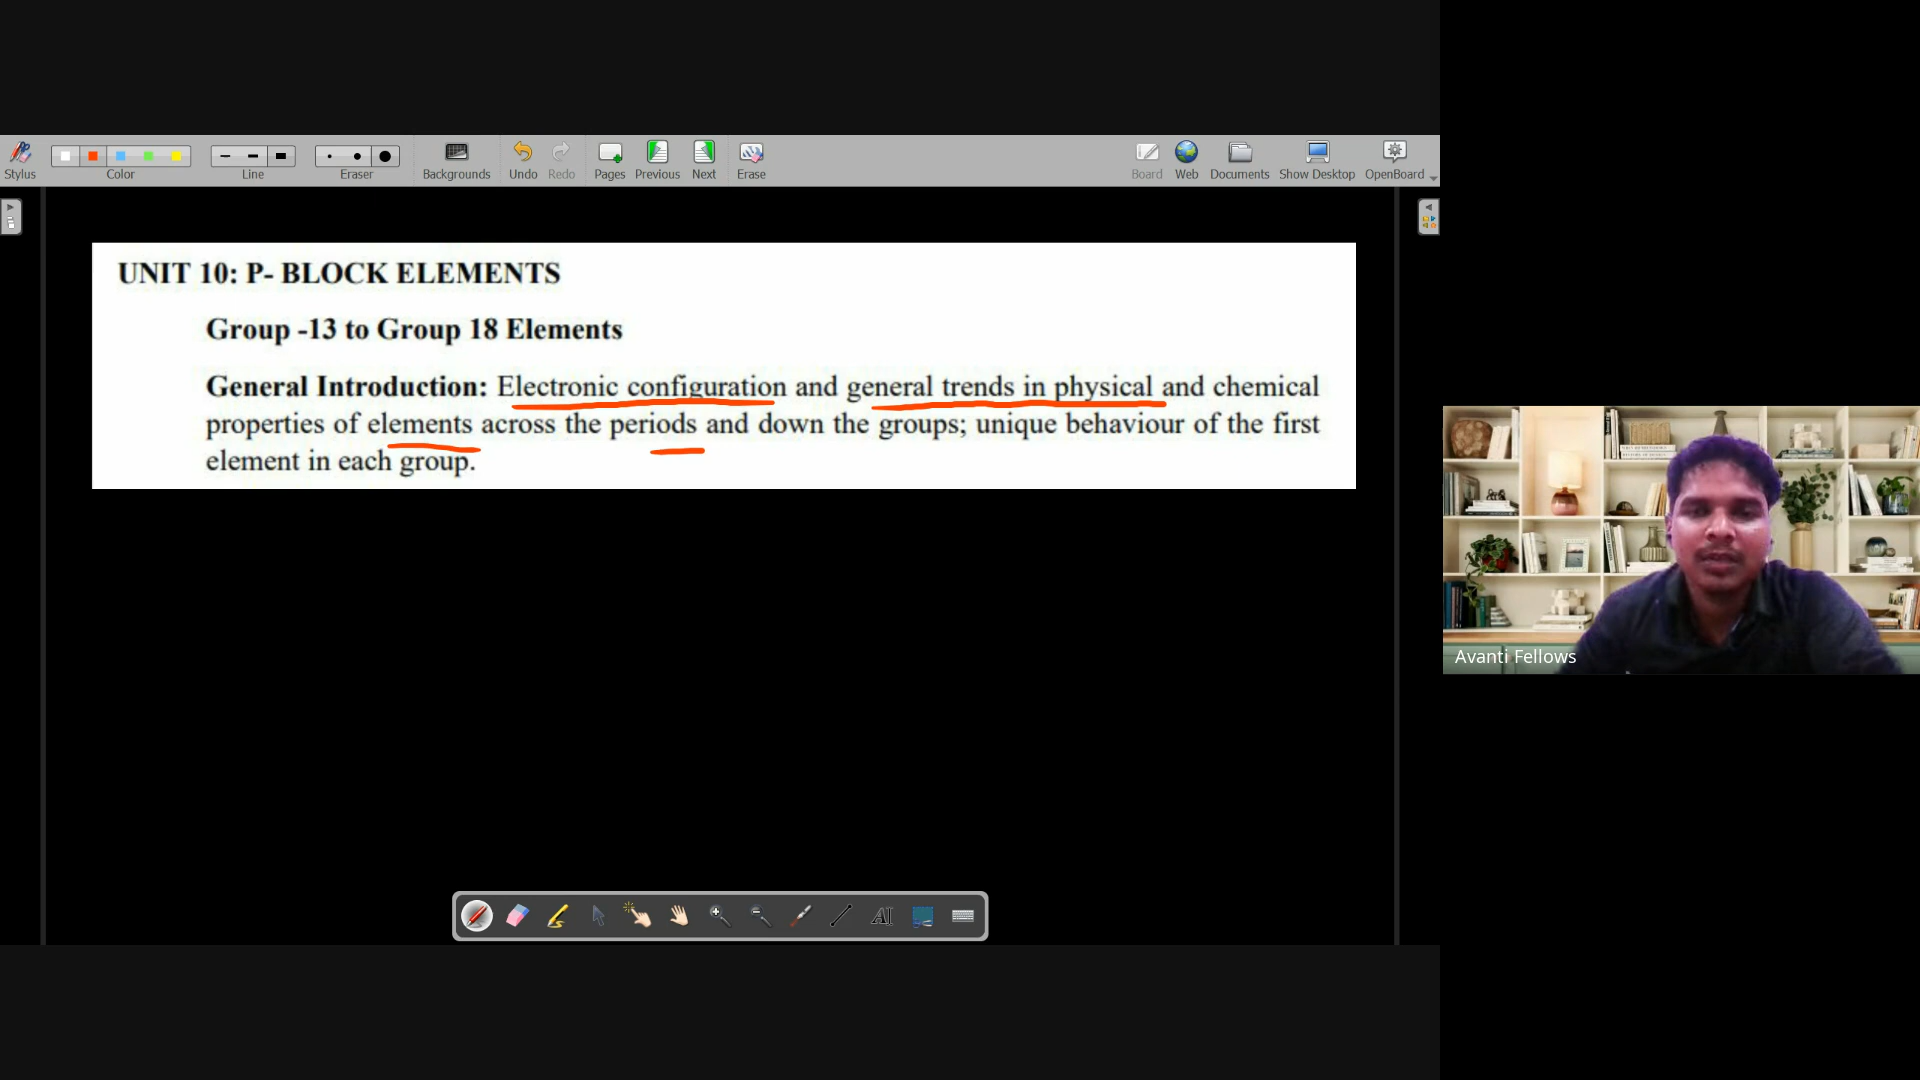 Stylus
Color
Line
Eraser
Backgrounds
Undo
Redo
Pages
Previous
Next
Erase
Board
Web
Documents
Show Desktop
OpenBoard
UNIT 10: P- BLOCK ELEMENTS
Group -13 to Group 18 Elements
General Introduction: Electronic configuration and general trends in physical and chemical
properties of elements across the periods and down the groups; unique behaviour of the first
element in each group.
Avanti Fellows